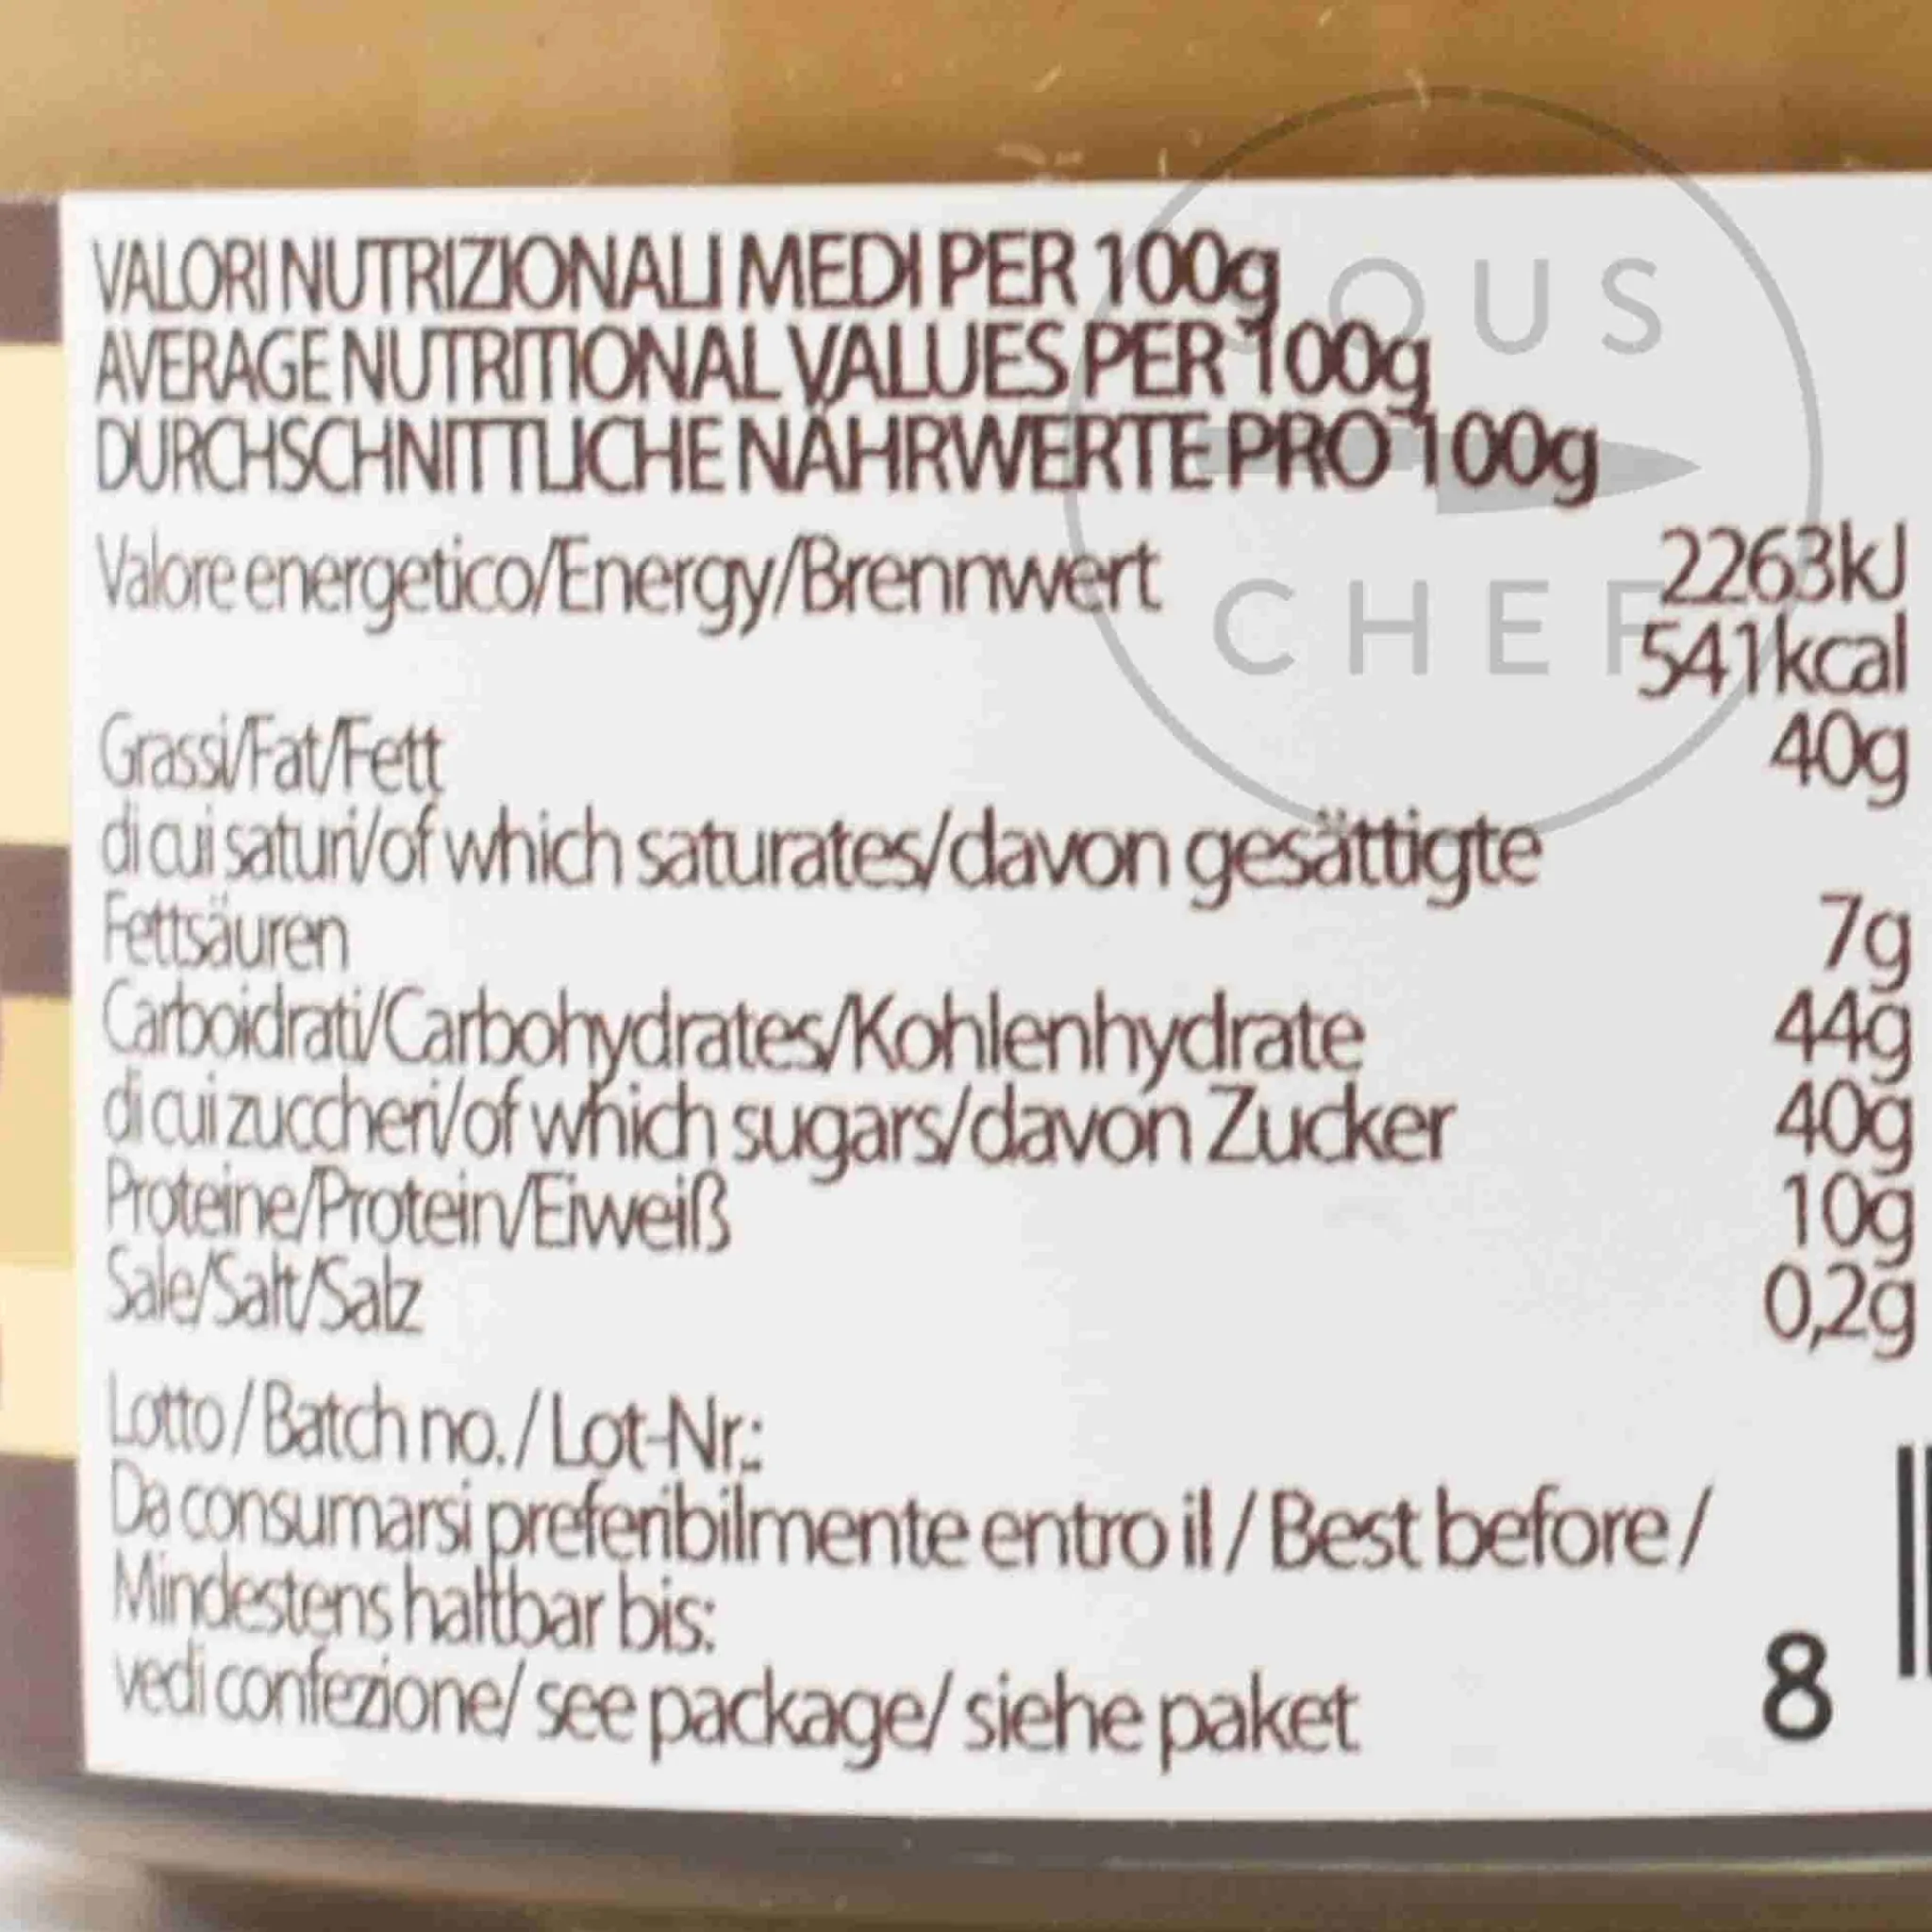 VALORI NUTRIZIONALI MEDI PER 100g
AVERAGE NUTRITIONAL VALUES PER 100g
DURCHSCHNITTLICHE NÄHRWERTE PRO 100g
Valore energetico/Energy/Brennwert 2263kJ
541kcal
Grassi/Fat/Fett 40g
di cui saturi/of which saturates/davon gesättigte
Fettsäuren 7g
Carboidrati/Carbohydrates/Kohlenhydrate 44g
di cui zuccheri/of which sugars/davon Zucker 40g
Proteine/Protein/Eiweiß 10g
Sale/Salt/Salz 0,2g
Lotto / Batch no. / Lot-Nr.:
Da consumarsi preferibilmente entro il / Best before /
Mindestens haltbar bis:
vedi confezione/ see package/ siehe paket
8
SOUS
CHEF